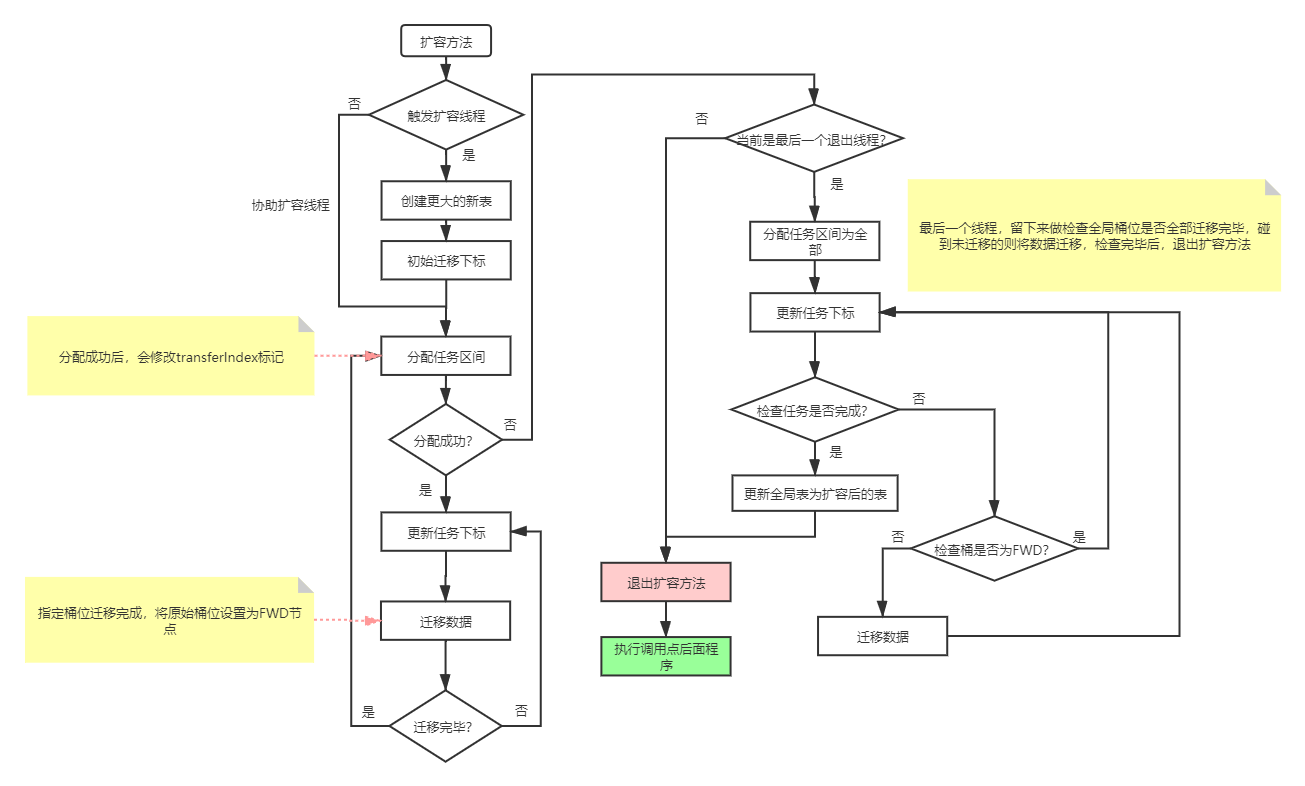 扩容方法
否
触发扩容线程
是
协助扩容线程
创建更大的新表
初始迁移下标
分配成功后，会修改transferIndex标记
分配任务区间
分配成功?
否
是
更新任务下标
指定桶位迁移完成，将原始桶位设置为FWD节
点
迁移数据
迁移完毕?
是
否
否
当前是最后一个退出线程?
是
最后一个线程，留下来做检查全局桶位是否全部迁移完毕，碰
到未迁移的则将数据迁移，检查完毕后，退出扩容方法
分配任务区间为全
部
更新任务下标
检查任务是否完成?
否
是
更新全局表为扩容后的表
否
检查桶是否为FWD?
是
迁移数据
退出扩容方法
执行调用点后面程
序